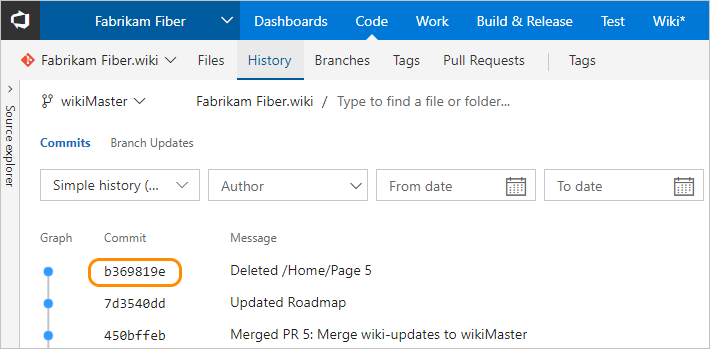 Fabrikam Fiber Dashboards Code Work Build & Release Test Wiki*
Fabrikam Fiber.wiki Files History Branches Tags Pull Requests Tags
Source explorer
wikiMaster Fabrikam Fiber.wiki / Type to find a file or folder...
Commits Branch Updates
Simple history (... Author From date To date
Graph Commit Message
b369819e Deleted /Home/Page 5
7d3540dd Updated Roadmap
450bffeb Merged PR 5: Merge wiki-updates to wikiMaster